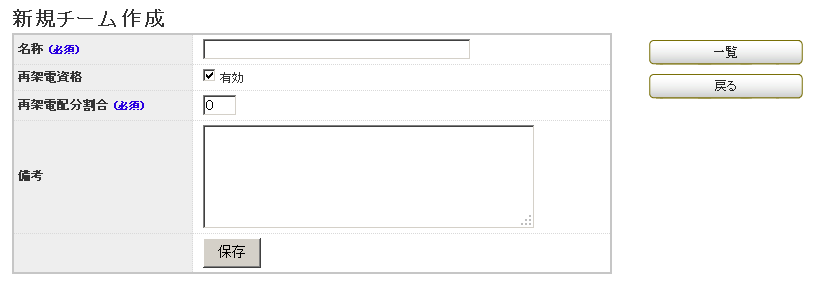 新規チーム作成
名称 (必須)
再架電資格
有効
再架電配分割合 (必須)
0
備考
保存
一覧
戻る